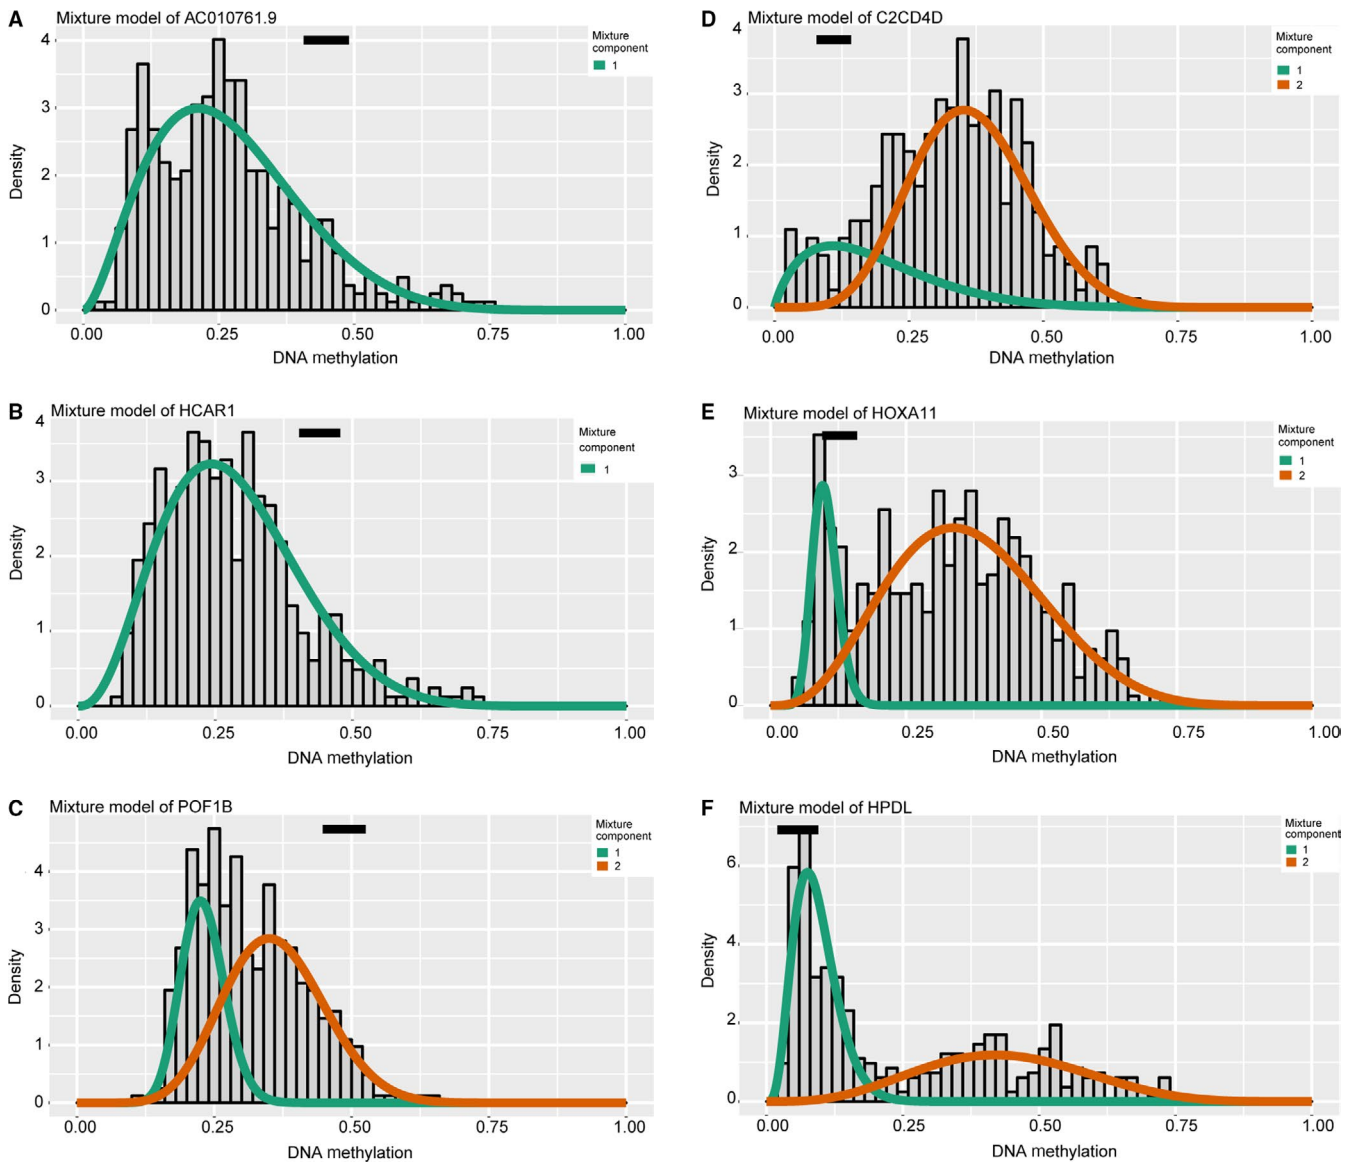 A
Mixture model of AC010761.9
Mixture
component
1
4
3
2
1
0
Density
0.00 0.25 0.50 0.75 1.00
DNA methylation
B
Mixture model of HCAR1
Mixture
component
1
4
3
2
1
0
Density
0.00 0.25 0.50 0.75 1.00
DNA methylation
C
Mixture model of POF1B
Mixture
component
1
2
4
3
2
1
0
Density
0.00 0.25 0.50 0.75 1.00
DNA methylation
D
Mixture model of C2CD4D
Mixture
component
1
2
4
3
2
1
0
Density
0.00 0.25 0.50 0.75 1.00
DNA methylation
E
Mixture model of HOXA11
Mixture
component
1
2
3
2
1
0
Density
0.00 0.25 0.50 0.75 1.00
DNA methylation
F
Mixture model of HPDL
Mixture
component
1
2
6
4
2
0
Density
0.00 0.25 0.50 0.75 1.00
DNA methylation